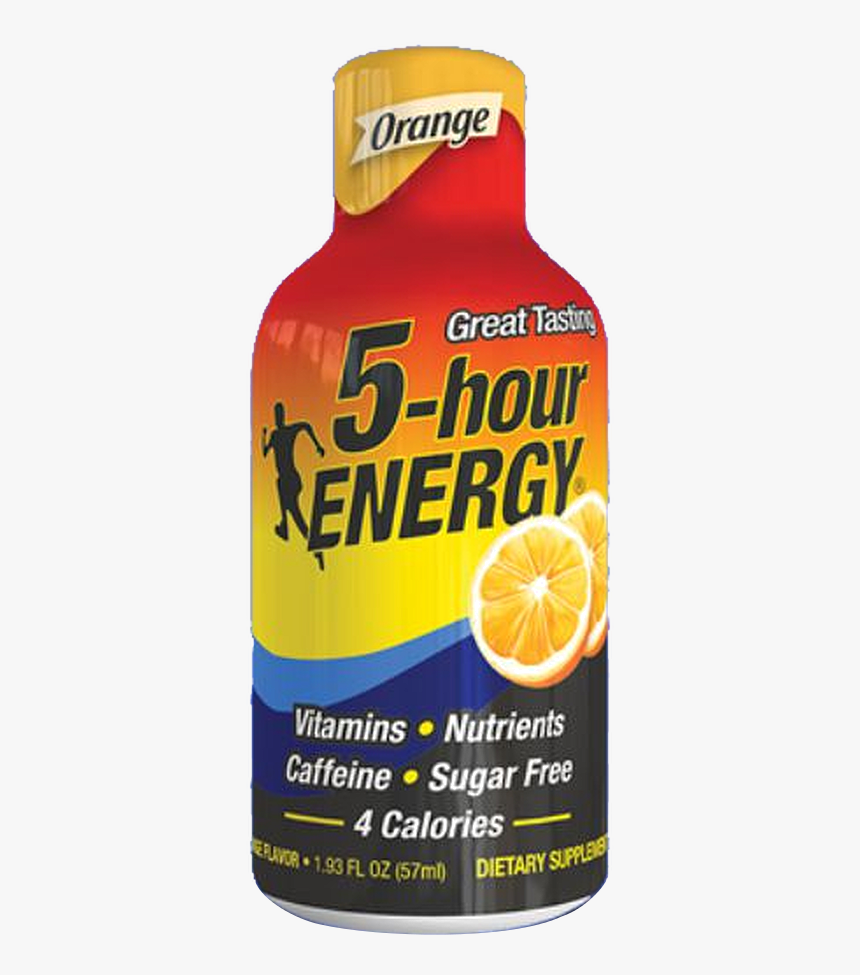 Orange
Great Tasting
5-hour
ENERGY®
Vitamins • Nutrients
Caffeine • Sugar Free
4 Calories
FLAVOR • 1.93 FL OZ (57ml) DIETARY